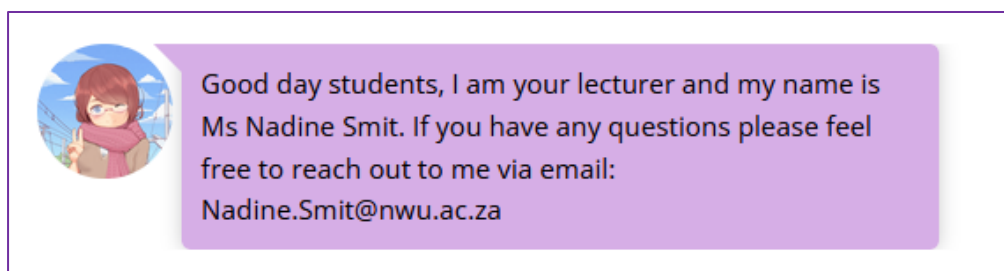 Good day students, I am your lecturer and my name is
Ms Nadine Smit. If you have any questions please feel
free to reach out to me via email:
Nadine.Smit@nwu.ac.za